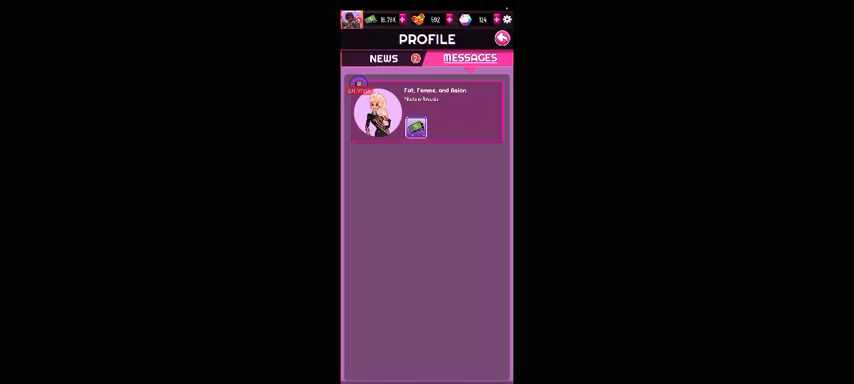 16.79K
592
124
PROFILE
NEWS
MESSAGES
Fat, Femme, and Asian